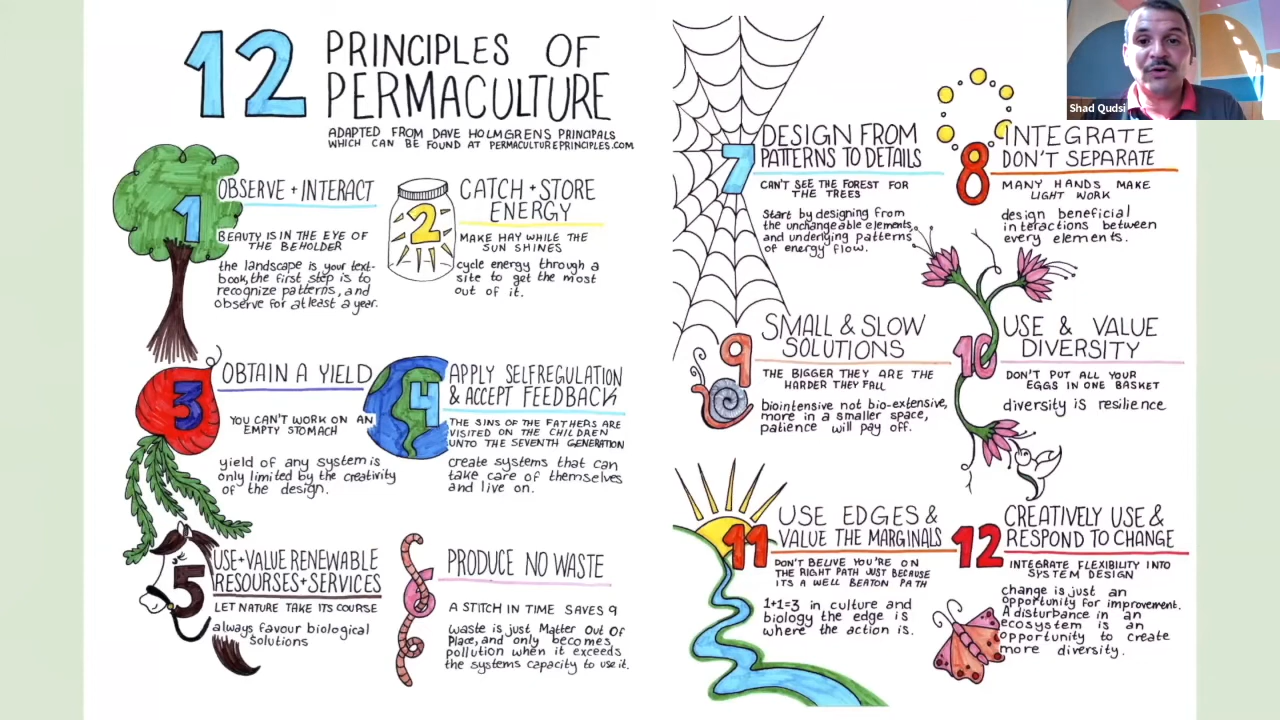 12 PRINCIPLES OF
PERMACULTURE
ADAPTED FROM DAVE HOLMGRENS PRINCIPALS
WHICH CAN BE FOUND AT PERMACULTUREPRINCIPLES.COM
1
OBSERVE + INTERACT
BEAUTY IS IN THE EYE OF
THE BEHOLDER
the landscape is your text-
book, the first step is to
recognize patterns, and
observe for at least a year.
2
CATCH + STORE
ENERGY
MAKE HAY WHILE THE
SUN SHINES
cycle energy through a
site to get the most
out of it.
3
OBTAIN A YIELD
YOU CAN'T WORK ON AN
EMPTY STOMACH
yield of any system is
only limited by the creativity
of the design.
4
APPLY SELFREGULATION
& ACCEPT FEEDBACK
THE SINS OF THE FATHERS ARE
VISITED ON THE CHILDREN
UNTO THE SEVENTH GENERATION
create systems that can
take care of themselves
and live on.
5
USE+VALUE RENEWABLE
RESOURSES+SERVICES
LET NATURE TAKE ITS COURSE
always favour biological
solutions
6
PRODUCE NO WASTE
A STITCH IN TIME SAVES 9
waste is just Matter Out Of
Place, and only becomes
pollution when it exceeds
the systems capacity to use it.
7
DESIGN FROM
PATTERNS TO DETAILS
CAN'T SEE THE FOREST FOR
THE TREES
Start by designing from
the unchangeable elements,
and underlying patterns
of energy flow.
8
INTEGRATE
DON'T SEPARATE
MANY HANDS MAKE
LIGHT WORK
design beneficial
interactions between
every elements.
9
SMALL & SLOW
SOLUTIONS
THE BIGGER THEY ARE THE
HARDER THEY FALL
biointensive not bio-extensive,
more in a smaller space,
patience will pay off.
10
USE & VALUE
DIVERSITY
DON'T PUT ALL YOUR
EGGS IN ONE BASKET
diversity is resilience
11
USE EDGES &
VALUE THE MARGINALS
DON'T BELIVE YOU'RE ON
THE RIGHT PATH JUST BECAUSE
ITS A WELL BEATON PATH
1+1=3 in culture and
biology the edge is
where the action is.
12
CREATIVELY USE &
RESPOND TO CHANGE
INTEGRATE FLEXIBILITY INTO
SYSTEM DESIGN
change is just an
opportunity for improvement.
A disturbance in an
ecosystem is an
opportunity to create
more diversity.
Shad Qudsi